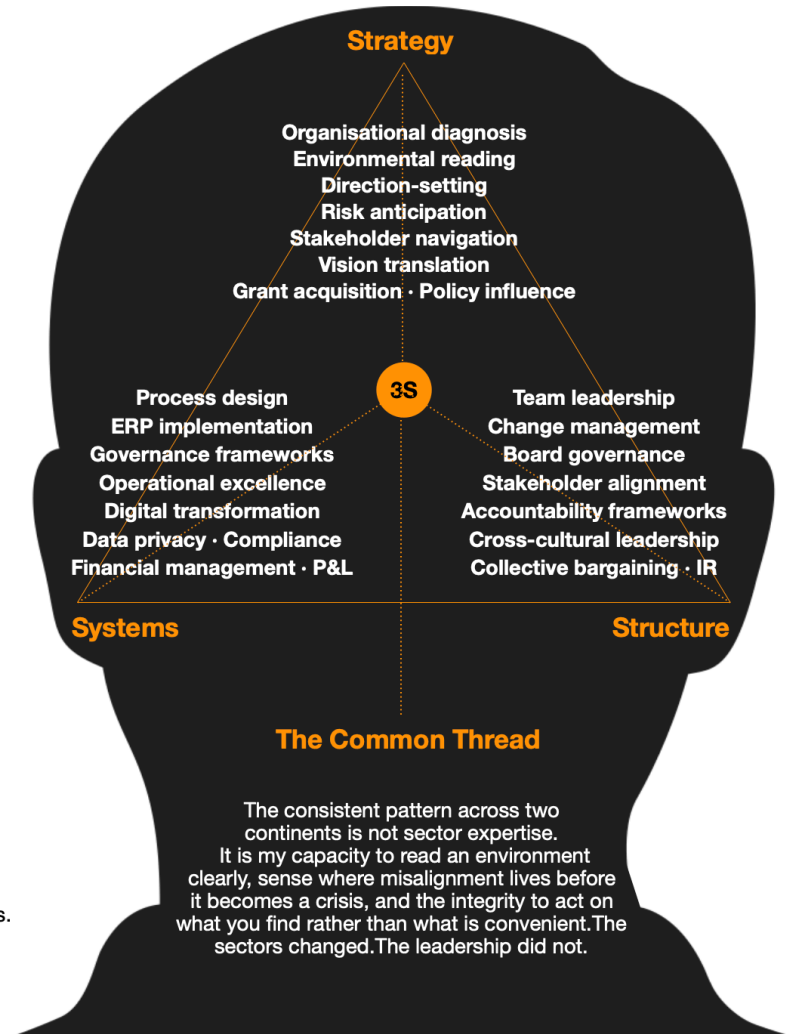 Strategy
Organisational diagnosis
Environmental reading
Direction-setting
Risk anticipation
Stakeholder navigation
Vision translation
Grant acquisition · Policy influence
3S
Process design
ERP implementation
Governance frameworks
Operational excellence
Digital transformation
Data privacy · Compliance
Financial management · P&L
Systems
Team leadership
Change management
Board governance
Stakeholder alignment
Accountability frameworks
Cross-cultural leadership
Collective bargaining · IR
Structure
The Common Thread
The consistent pattern across two
continents is not sector expertise.
It is my capacity to read an environment
clearly, sense where misalignment lives before
it becomes a crisis, and the integrity to act on
what you find rather than what is convenient.The
sectors changed.The leadership did not.
s.